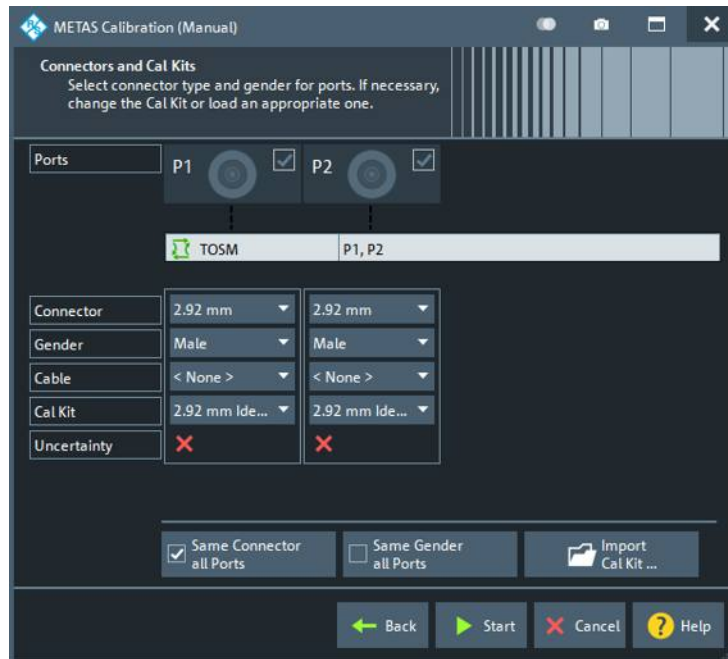 METAS Calibration (Manual)
Connectors and Cal Kits
Select connector type and gender for ports. If necessary,
change the Cal Kit or load an appropriate one.
Ports
P1
P2
TOSM
P1, P2
Connector
2.92 mm
2.92 mm
Gender
Male
Male
Cable
< None >
< None >
Cal Kit
2.92 mm Ide...
2.92 mm Ide...
Uncertainty
Same Connector
all Ports
Same Gender
all Ports
Import
Cal Kit ...
Back
Start
Cancel
? Help